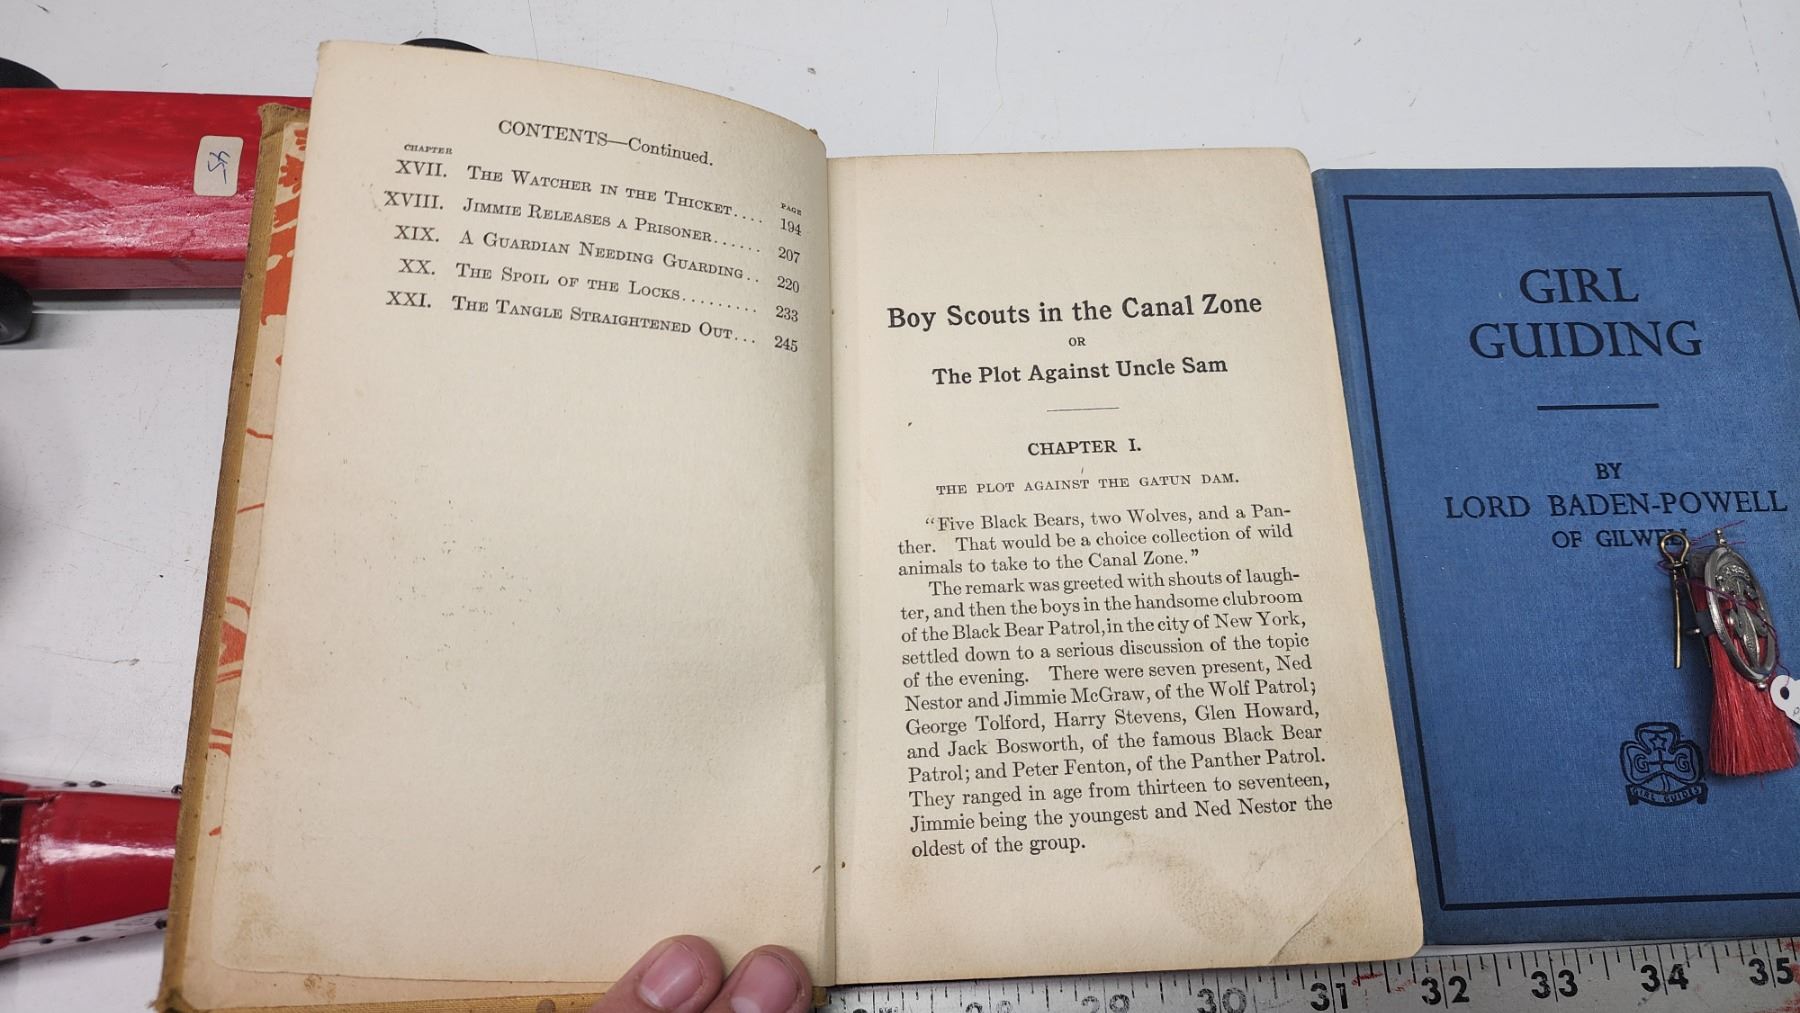 CONTENTS—Continued.
CHAPTER
PAGE
XVII. THE WATCHER IN THE THICKET.... 194
XVIII. JIMMIE RELEASES A PRISONER...... 207
XIX. A GUARDIAN NEEDING GUARDING.. 220
XX. THE SPOIL OF THE LOCKS......... 233
XXI. THE TANGLE STRAIGHTENED OUT... 245
Boy Scouts in the Canal Zone
OR
The Plot Against Uncle Sam
CHAPTER I.
THE PLOT AGAINST THE GATUN DAM.
“Five Black Bears, two Wolves, and a Pan-
ther. That would be a choice collection of wild
animals to take to the Canal Zone.”
The remark was greeted with shouts of laugh-
ter, and then the boys in the handsome clubroom
of the Black Bear Patrol, in the city of New York,
settled down to a serious discussion of the topic
of the evening. There were seven present, Ned
Nestor and Jimmie McGraw, of the Wolf Patrol;
George Tolford, Harry Stevens, Glen Howard,
and Jack Bosworth, of the famous Black Bear
Patrol; and Peter Fenton, of the Panther Patrol.
They ranged in age from thirteen to seventeen,
Jimmie being the youngest and Ned Nestor the
oldest of the group.
GIRL
GUIDING
BY
LORD BADEN-POWELL
OF GILWELL
G G
GIRL GUIDES
29 30 31 32 33 34 35